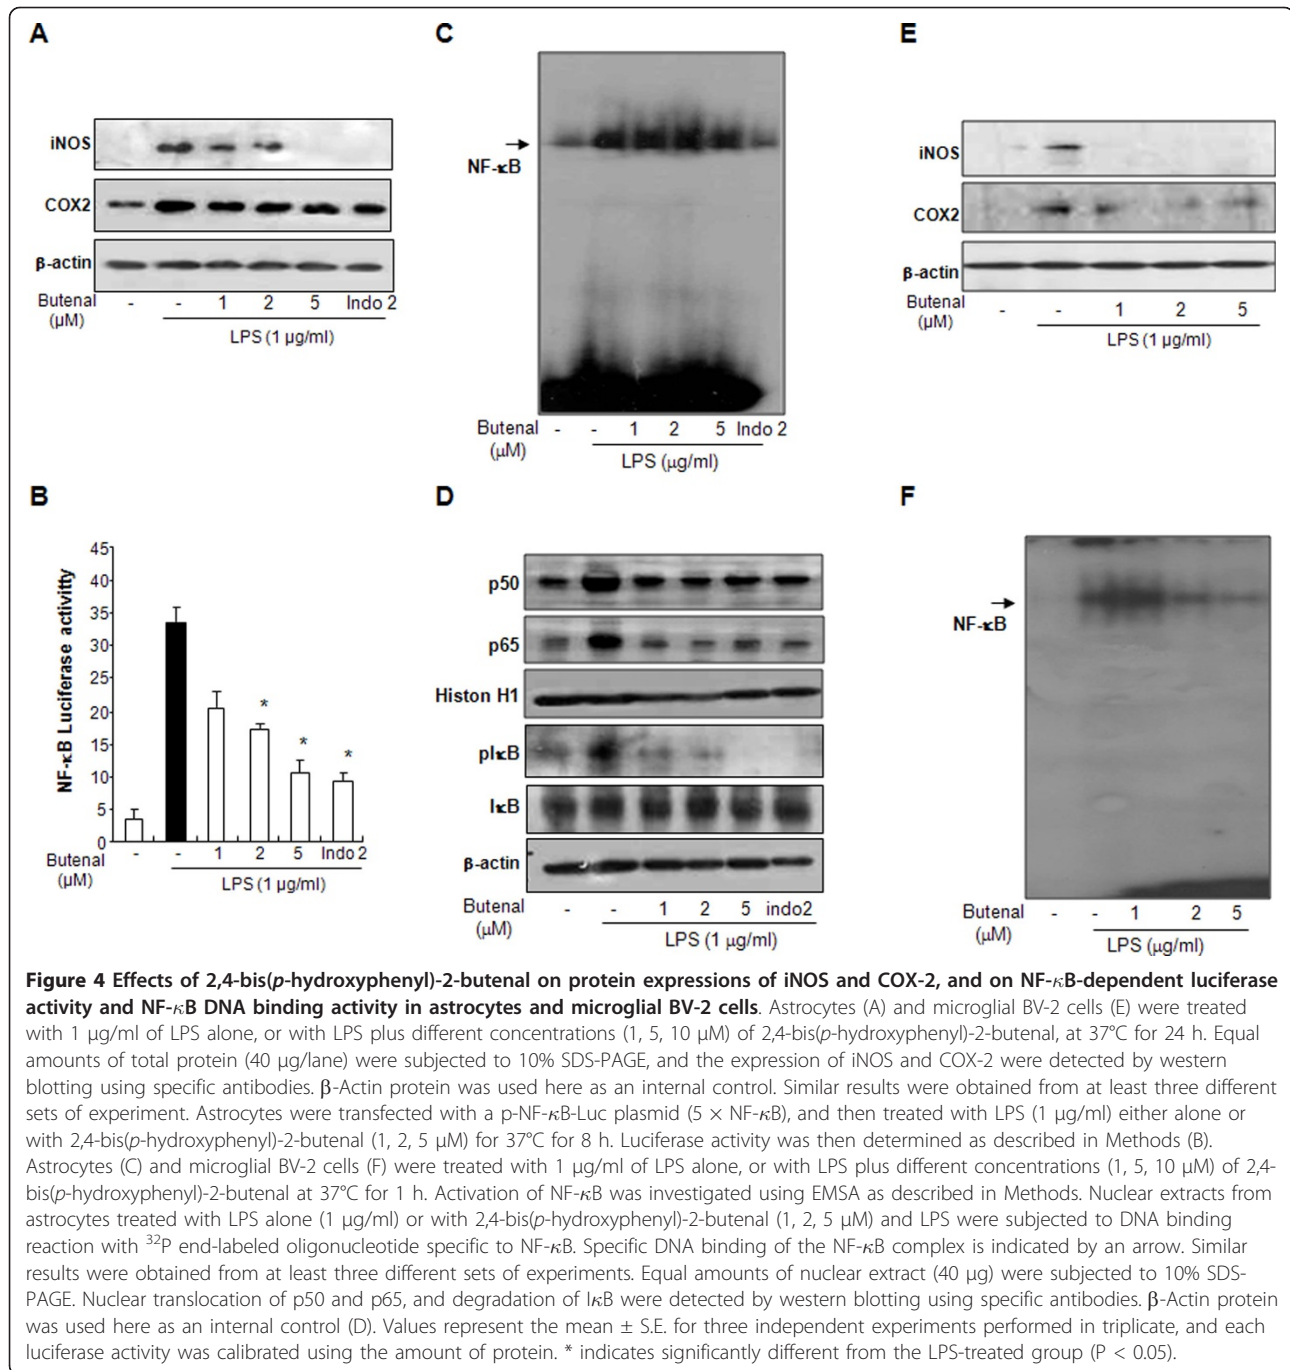 A
iNOS
COX2
β-actin
Butenal (μM) - - 1 2 5 Indo 2
LPS (1 μg/ml)
B
NF-κB Luciferase activity
45
40
35
30
25
20
15
10
5
0
* * *
Butenal (μM) - - 1 2 5 Indo 2
LPS (1 μg/ml)
C
NF-κB
Butenal (μM) - - 1 2 5 Indo 2
LPS (μg/ml)
D
p50
p65
Histon H1
pIκB
IκB
β-actin
Butenal (μM) - - 1 2 5 indo2
LPS (1 μg/ml)
E
iNOS
COX2
β-actin
Butenal (μM) - - 1 2 5
LPS (1 μg/ml)
F
NF-κB
Butenal (μM) - - 1 2 5
LPS (μg/ml)
Figure 4 Effects of 2,4-bis(p-hydroxyphenyl)-2-butenal on protein expressions of iNOS and COX-2, and on NF-κB-dependent luciferase
activity and NF-κB DNA binding activity in astrocytes and microglial BV-2 cells. Astrocytes (A) and microglial BV-2 cells (E) were treated
with 1 μg/ml of LPS alone, or with LPS plus different concentrations (1, 5, 10 μM) of 2,4-bis(p-hydroxyphenyl)-2-butenal, at 37°C for 24 h. Equal
amounts of total protein (40 μg/lane) were subjected to 10% SDS-PAGE, and the expression of iNOS and COX-2 were detected by western
blotting using specific antibodies. β-Actin protein was used here as an internal control. Similar results were obtained from at least three different
sets of experiment. Astrocytes were transfected with a p-NF-κB-Luc plasmid (5 × NF-κB), and then treated with LPS (1 μg/ml) either alone or
with 2,4-bis(p-hydroxyphenyl)-2-butenal (1, 2, 5 μM) for 37°C for 8 h. Luciferase activity was then determined as described in Methods (B).
Astrocytes (C) and microglial BV-2 cells (F) were treated with 1 μg/ml of LPS alone, or with LPS plus different concentrations (1, 5, 10 μM) of 2,4-
bis(p-hydroxyphenyl)-2-butenal at 37°C for 1 h. Activation of NF-κB was investigated using EMSA as described in Methods. Nuclear extracts from
astrocytes treated with LPS alone (1 μg/ml) or with 2,4-bis(p-hydroxyphenyl)-2-butenal (1, 2, 5 μM) and LPS were subjected to DNA binding
reaction with ³²P end-labeled oligonucleotide specific to NF-κB. Specific DNA binding of the NF-κB complex is indicated by an arrow. Similar
results were obtained from at least three different sets of experiments. Equal amounts of nuclear extract (40 μg) were subjected to 10% SDS-
PAGE. Nuclear translocation of p50 and p65, and degradation of IκB were detected by western blotting using specific antibodies. β-Actin protein
was used here as an internal control (D). Values represent the mean ± S.E. for three independent experiments performed in triplicate, and each
luciferase activity was calibrated using the amount of protein. * indicates significantly different from the LPS-treated group (P < 0.05).